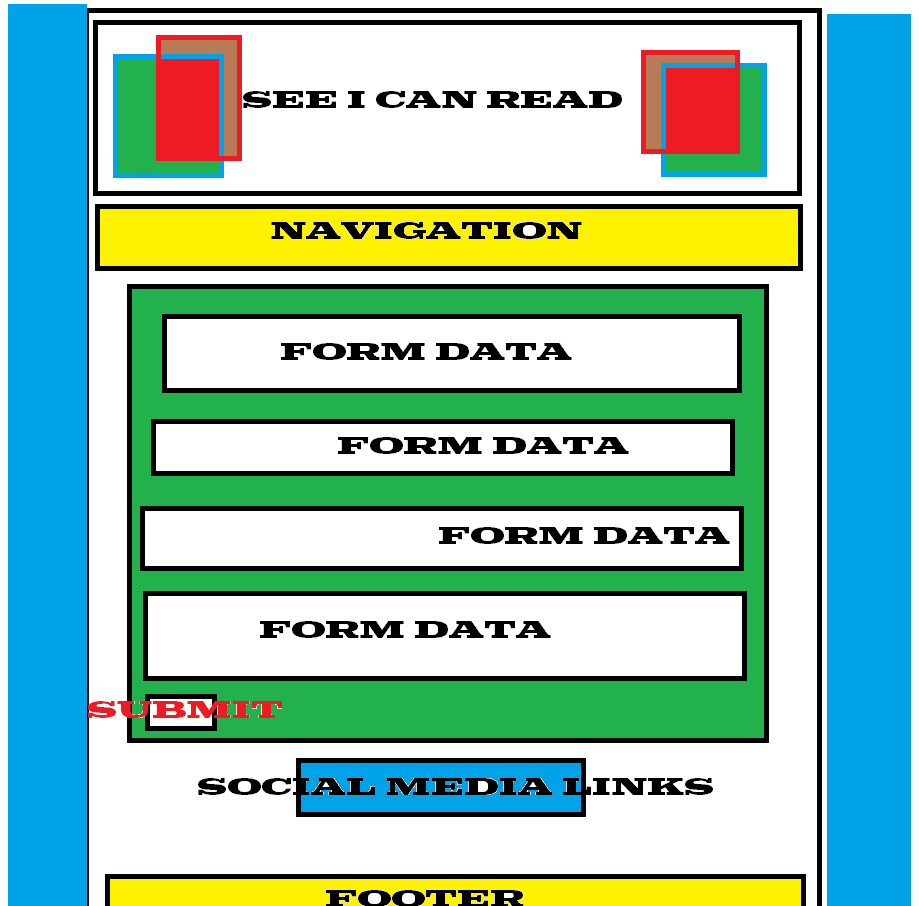 SEE I CAN READ
NAVIGATION
FORM DATA
FORM DATA
FORM DATA
FORM DATA
SUBMIT
SOCIAL MEDIA LINKS
FOOTER